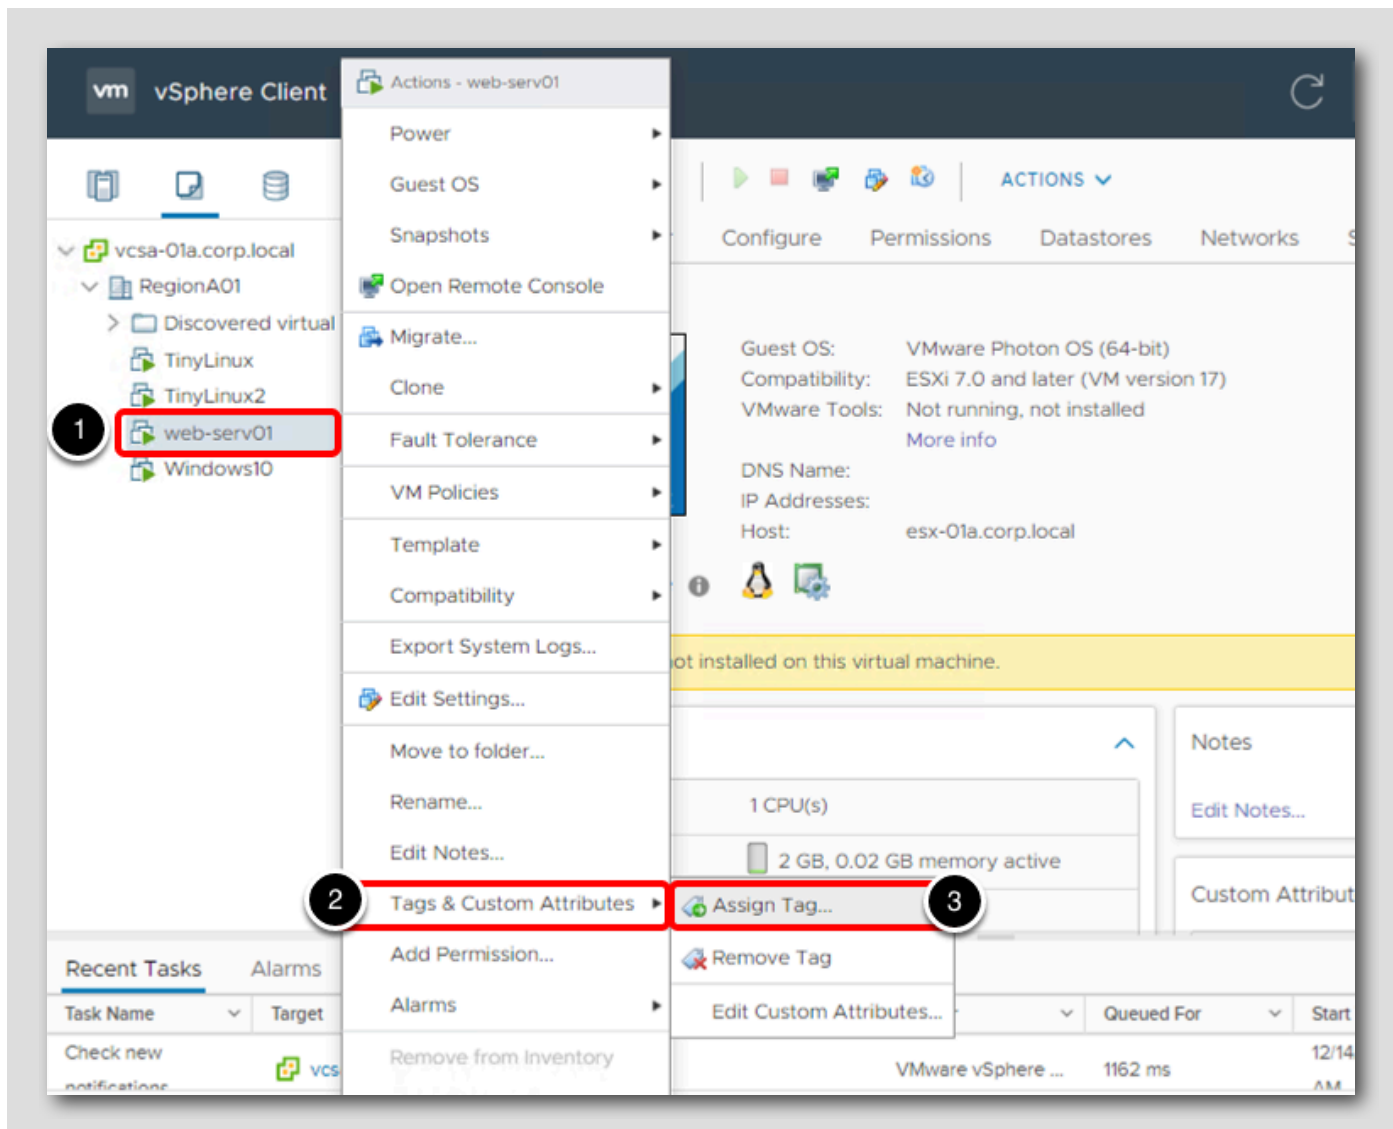 vm vSphere Client
Actions - web-serv01
Power
Guest OS
Snapshots
Open Remote Console
Migrate...
Clone
Fault Tolerance
VM Policies
Template
Compatibility
Export System Logs...
Edit Settings...
Move to folder...
Rename...
Edit Notes...
2
Tags & Custom Attributes
Add Permission...
Alarms
Remove from Inventory
Assign Tag...
3
Remove Tag
Edit Custom Attributes...
vcsa-01a.corp.local
RegionA01
Discovered virtual
TinyLinux
TinyLinux2
1
web-serv01
Windows10
ACTIONS
Configure Permissions Datastores Networks
Guest OS: VMware Photon OS (64-bit)
Compatibility: ESXi 7.0 and later (VM version 17)
VMware Tools: Not running, not installed
More info
DNS Name:
IP Addresses:
Host: esx-01a.corp.local
not installed on this virtual machine.
1 CPU(s)
2 GB, 0.02 GB memory active
Notes
Edit Notes...
Custom Attribut
Recent Tasks Alarms
Task Name Target Queued For Start
Check new
notifications
vcs VMware vSphere ... 1162 ms 12/14
AM